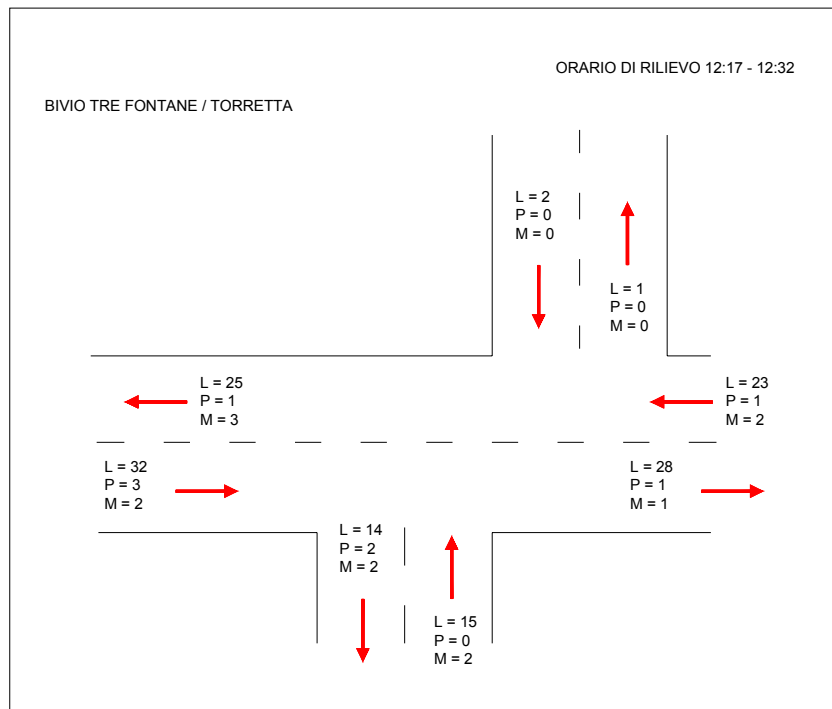 ORARIO DI RILIEVO 12:17 - 12:32
BIVIO TRE FONTANE / TORRETTA
L = 2
P = 0
M = 0
L = 1
P = 0
M = 0
L = 25
P = 1
M = 3
L = 23
P = 1
M = 2
L = 32
P = 3
M = 2
L = 28
P = 1
M = 1
L = 14
P = 2
M = 2
L = 15
P = 0
M = 2